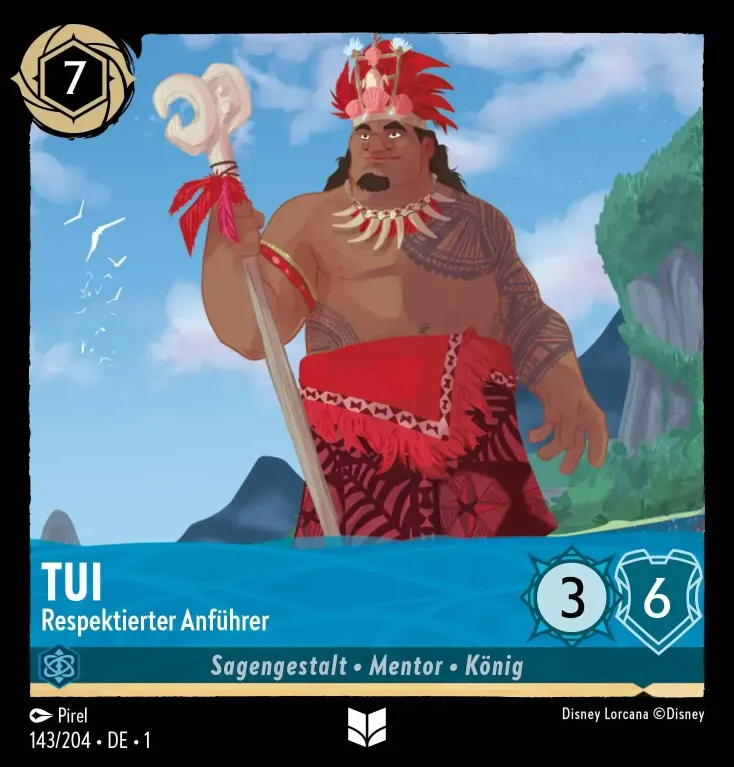 7
TUI
Respektierter Anführer
3
6
Sagengestalt • Mentor • König
Pirel
143/204 • DE • 1
Disney Lorcana ©Disney